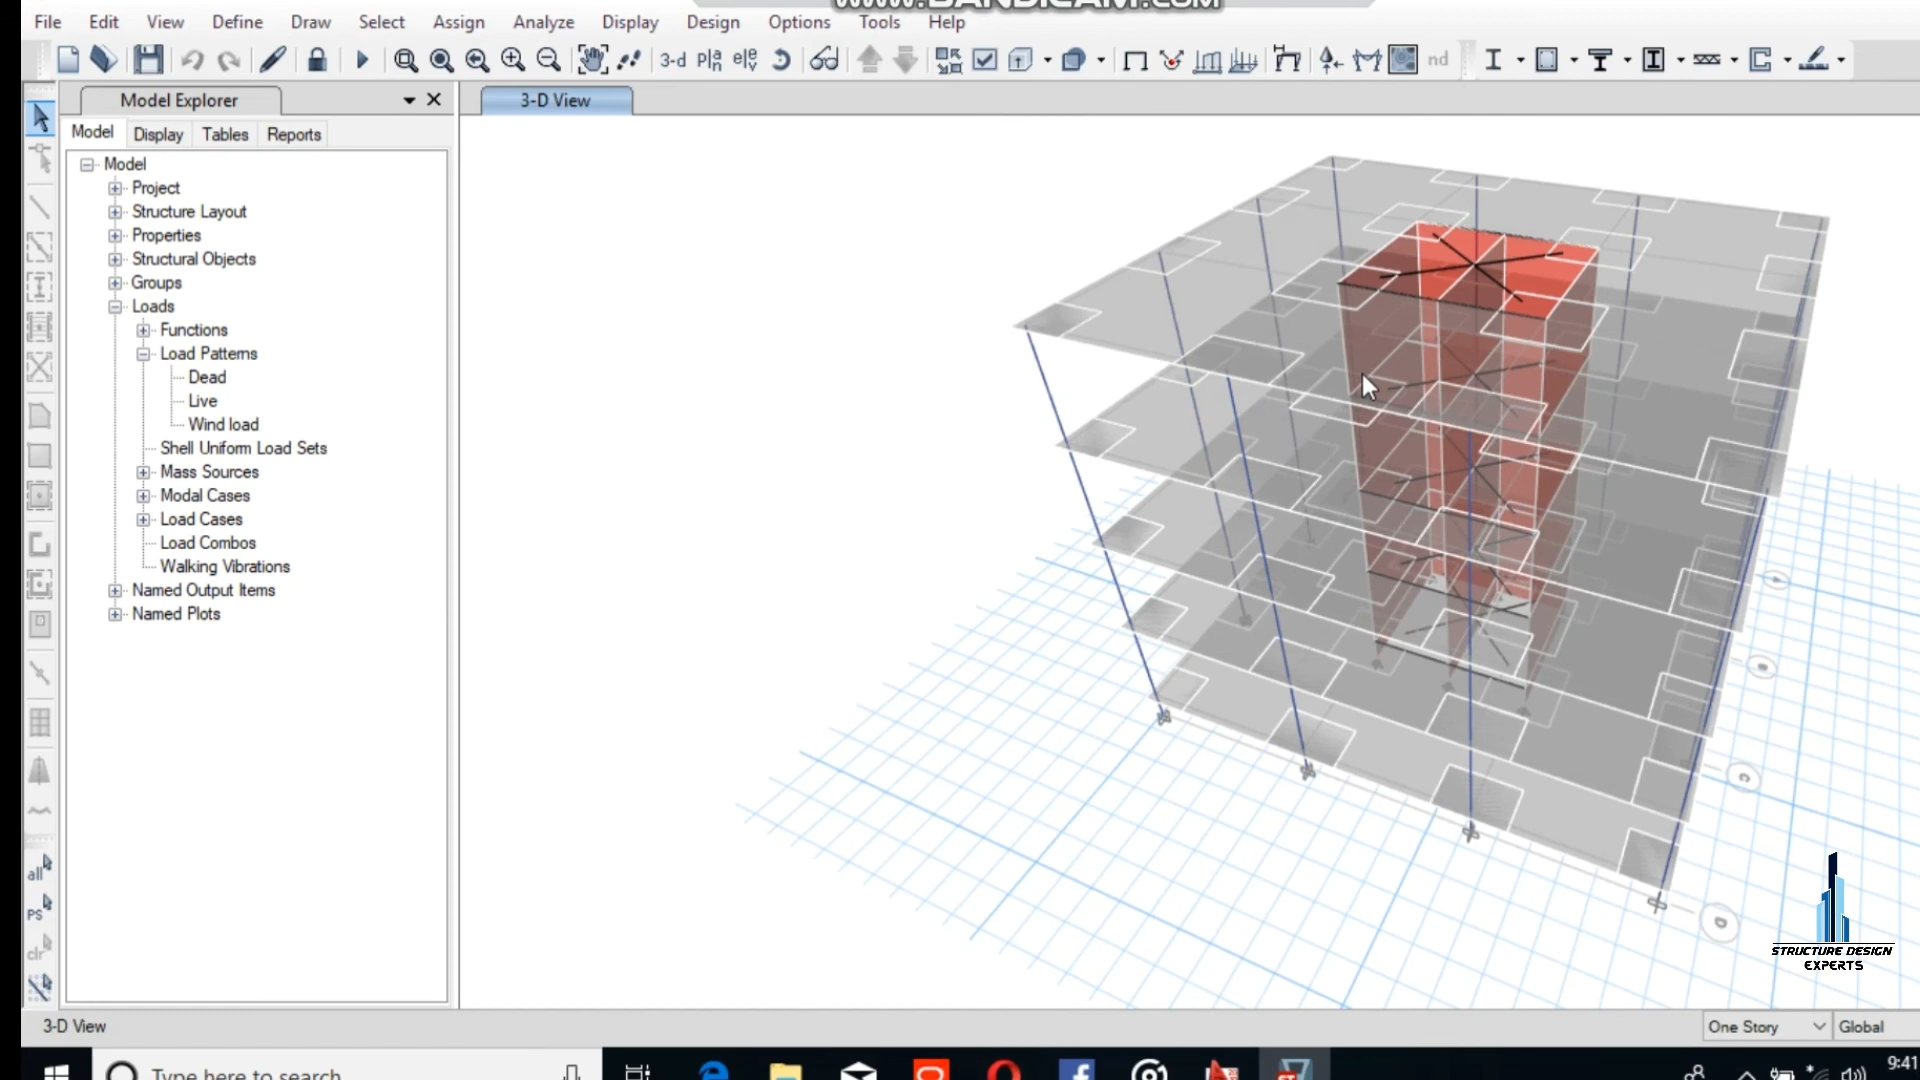 www.BANDICAM.com
File Edit View Define Draw Select Assign Analyze Display Design Options Tools Help
3-d nd
Model Explorer
3-D View
Model Display Tables Reports
Model
Project
Structure Layout
Properties
Structural Objects
Groups
Loads
Functions
Load Patterns
Dead
Live
Wind load
Shell Uniform Load Sets
Mass Sources
Modal Cases
Load Cases
Load Combos
Walking Vibrations
Named Output Items
Named Plots
all
PS
clr
D
STRUCTURE DESIGN
EXPERTS
3-D View
One Story
Global
Type here to search
9:41